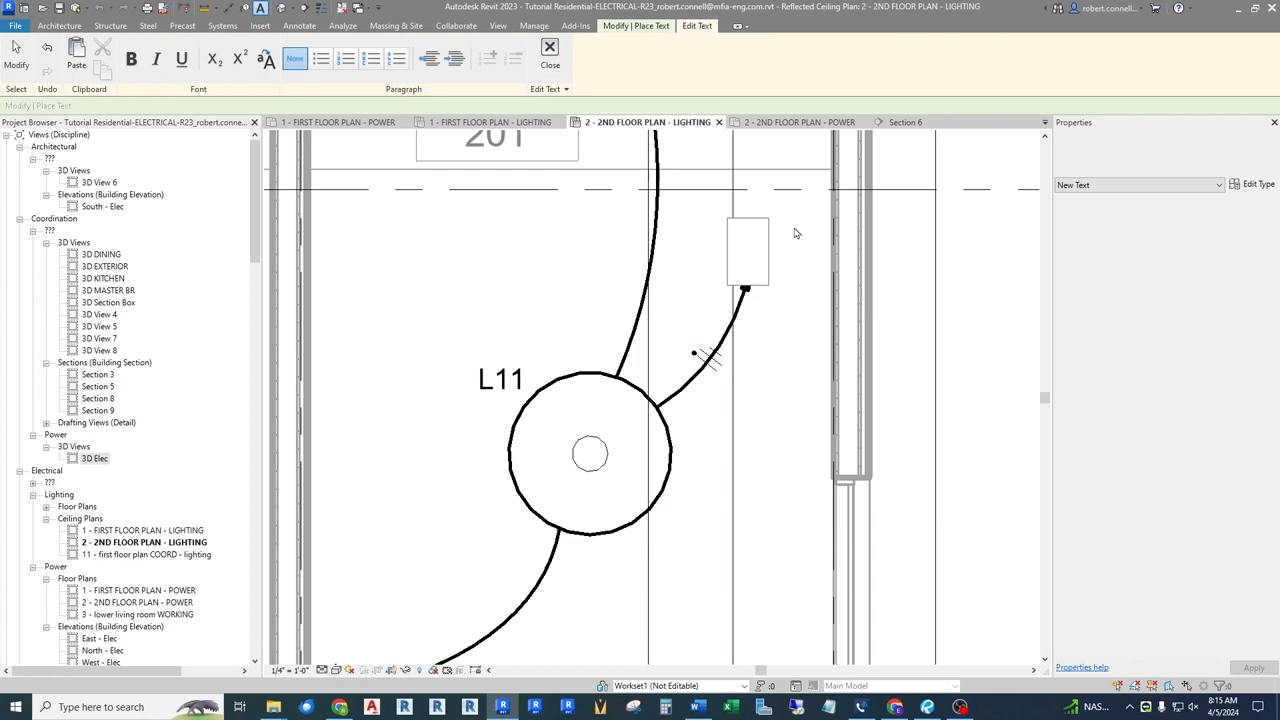 Autodesk Revit 2023 - Tutorial Residential-ELECTRICAL-R23_robert.connell@mfia-eng.com.rvt - Reflected Ceiling Plan: 2 - 2ND FLOOR PLAN - LIGHTING
robert.connell...
File Architecture Structure Steel Precast Systems Insert Annotate Analyze Massing & Site Collaborate View Manage Add-Ins Modify | Place Text Edit Text
Modify Paste B I U X2 X2 A None Close
Select Undo Clipboard Font Paragraph Edit Text
Modify | Place Text
Project Browser - Tutorial Residential-ELECTRICAL-R23_robert.conne...
1 - FIRST FLOOR PLAN - POWER
1 - FIRST FLOOR PLAN - LIGHTING
2 - 2ND FLOOR PLAN - LIGHTING
2 - 2ND FLOOR PLAN - POWER
Section 6
Properties
Views (Discipline)
Architectural
???
3D Views
3D View 6
Elevations (Building Elevation)
South - Elec
Coordination
???
3D Views
3D DINING
3D EXTERIOR
3D KITCHEN
3D MASTER BR
3D Section Box
3D View 4
3D View 5
3D View 7
3D View 8
Sections (Building Section)
Section 3
Section 5
Section 8
Section 9
Drafting Views (Detail)
Power
3D Views
3D Elec
Electrical
???
Lighting
Floor Plans
Ceiling Plans
1 - FIRST FLOOR PLAN - LIGHTING
2 - 2ND FLOOR PLAN - LIGHTING
11 - first floor plan COORD - lighting
Power
Floor Plans
1 - FIRST FLOOR PLAN - POWER
2 - 2ND FLOOR PLAN - POWER
3 - lower living room WORKING
Elevations (Building Elevation)
East - Elec
North - Elec
West - Elec
201
L11
New Text
Edit Type
Properties help
Apply
1/4" = 1'-0"
Workset1 (Not Editable)
:0
Main Model
:0
Type here to search
NAS...
8:15 AM
4/5/2024